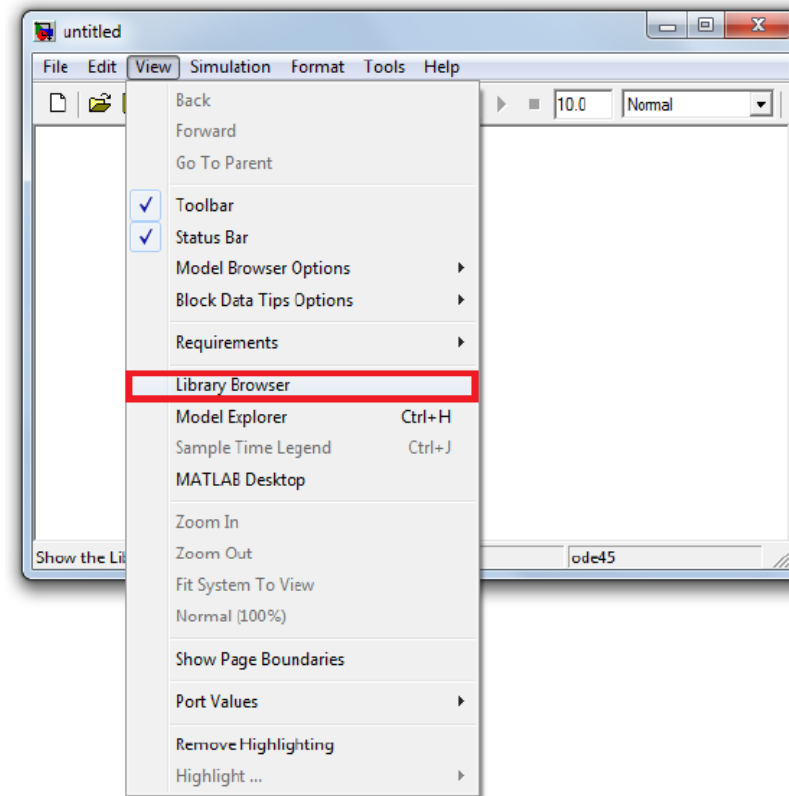 untitled
File Edit View Simulation Format Tools Help
10.0 Normal
Back
Forward
Go To Parent
Toolbar
Status Bar
Model Browser Options
Block Data Tips Options
Requirements
Library Browser
Model Explorer Ctrl+H
Sample Time Legend Ctrl+J
MATLAB Desktop
Zoom In
Zoom Out
Show the Lib ode45
Fit System To View
Normal (100%)
Show Page Boundaries
Port Values
Remove Highlighting
Highlight ...